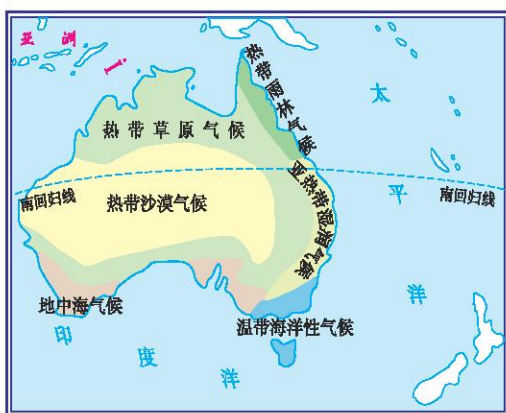 亚洲
太平洋
热带雨林气候
热带草原气候
亚热带湿润气候
南回归线
热带沙漠气候
南回归线
地中海气候
温带海洋性气候
印度洋